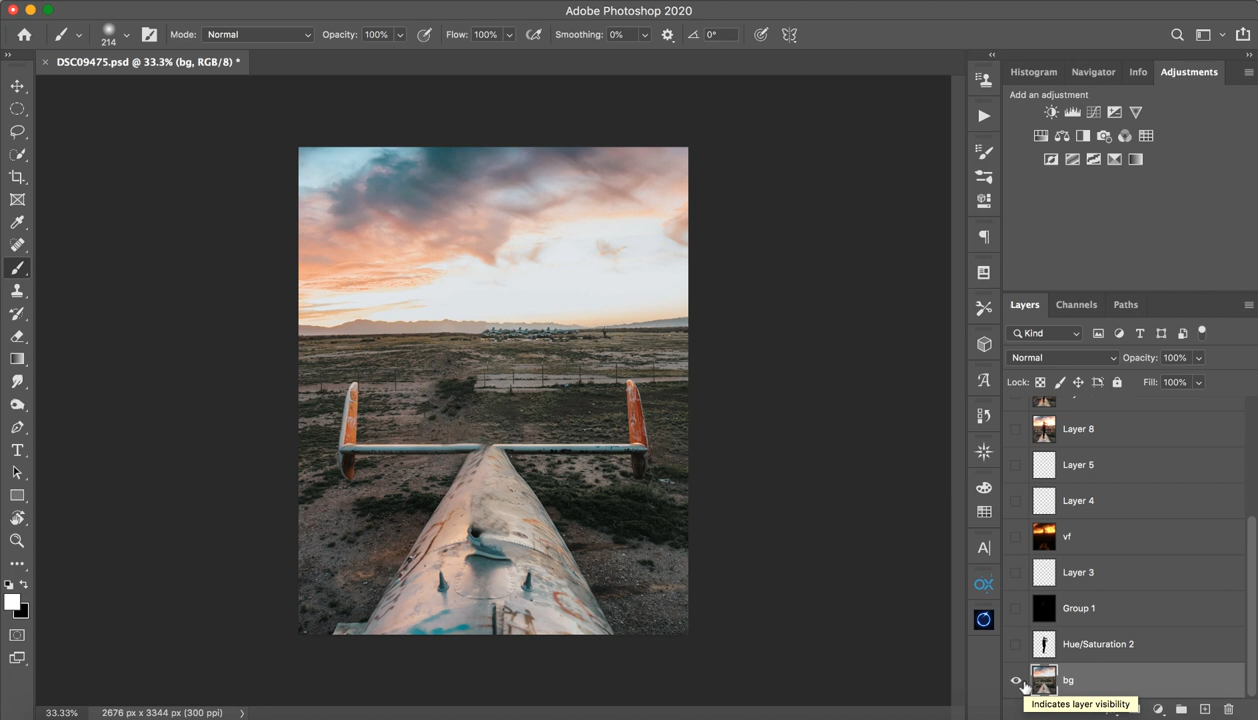 Adobe Photoshop 2020
214 Mode: Normal Opacity: 100% Flow: 100% Smoothing: 0% 0°
DSC09475.psd @ 33.3% (bg, RGB/8) *
Histogram Navigator Info Adjustments
Add an adjustment
Layers Channels Paths
Kind
Normal Opacity: 100%
Lock: Fill: 100%
Layer 8
Layer 5
Layer 4
vf
Layer 3
Group 1
Hue/Saturation 2
bg
Indicates layer visibility
33.33% 2676 px x 3344 px (300 ppi)